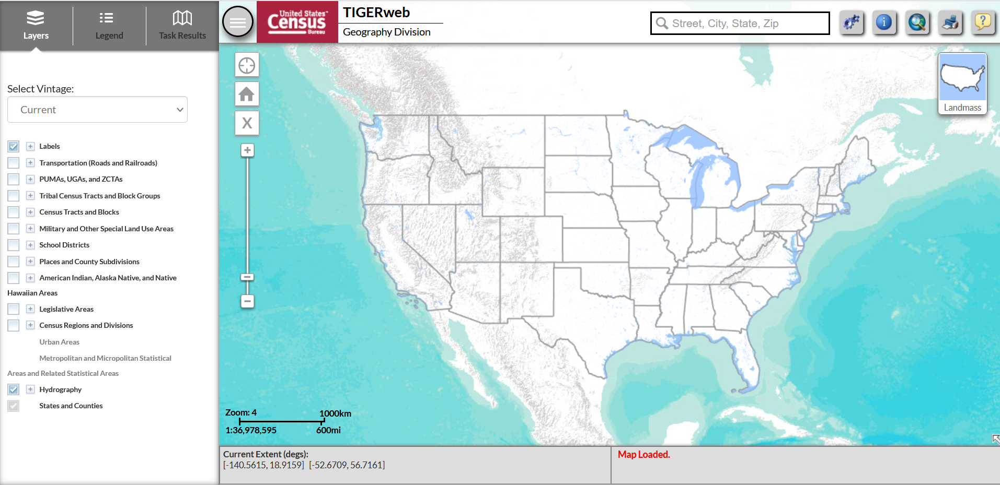 Layers
Legend
Task Results
United States™
Census
Bureau
TIGERweb
Geography Division
Street, City, State, Zip
Select Vintage:
Current
Labels
Transportation (Roads and Railroads)
PUMAs, UGAs, and ZCTAs
Tribal Census Tracts and Block Groups
Census Tracts and Blocks
Military and Other Special Land Use Areas
School Districts
Places and County Subdivisions
American Indian, Alaska Native, and Native
Hawaiian Areas
Legislative Areas
Census Regions and Divisions
Urban Areas
Metropolitan and Micropolitan Statistical
Areas and Related Statistical Areas
Hydrography
States and Counties
X
Landmass
Zoom: 4
1000km
1:36,978,595
600mi
Current Extent (degs):
[-140.5615, 18.9159] [-52.6709, 56.7161]
Map Loaded.